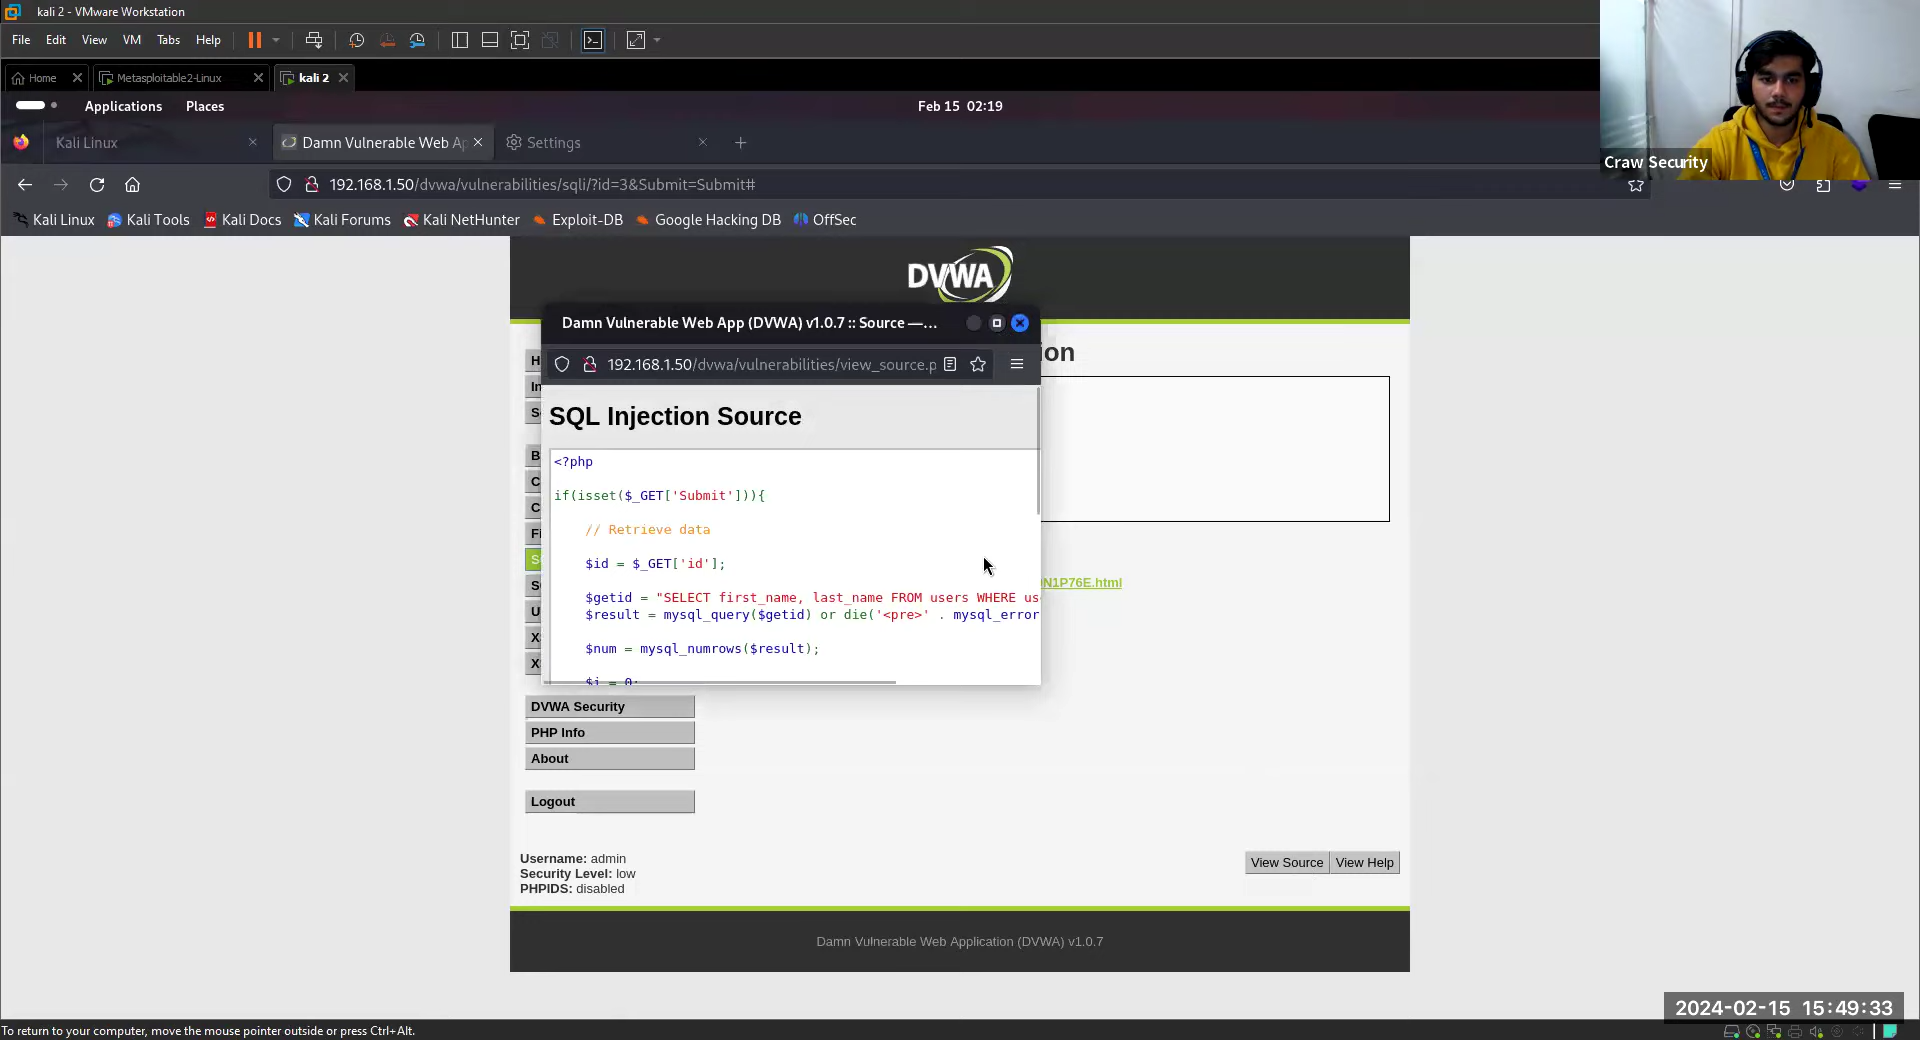 kali 2 - VMware Workstation
File Edit View VM Tabs Help
Home Metasploitable2-Linux kali 2
Applications Places Feb 15 02:19
Kali Linux Damn Vulnerable Web Ap Settings
Craw Security
192.168.1.50/dvwa/vulnerabilities/sqli/?id=3&Submit=Submit#
Kali Linux Kali Tools Kali Docs Kali Forums Kali NetHunter Exploit-DB Google Hacking DB OffSec
DVWA
Damn Vulnerable Web App (DVWA) v1.0.7 :: Source —...
ion
192.168.1.50/dvwa/vulnerabilities/view_source.p
SQL Injection Source
<?php
if(isset($_GET['Submit'])){
// Retrieve data
$id = $_GET['id'];
$getid = "SELECT first_name, last_name FROM users WHERE us
$result = mysql_query($getid) or die('<pre>' . mysql_error
$num = mysql_numrows($result);
$i = 0;
N1P76E.html
DVWA Security
PHP Info
About
Logout
Username: admin
Security Level: low
PHPIDS: disabled
View Source View Help
Damn Vulnerable Web Application (DVWA) v1.0.7
2024-02-15 15:49:33
To return to your computer, move the mouse pointer outside or press Ctrl+Alt.